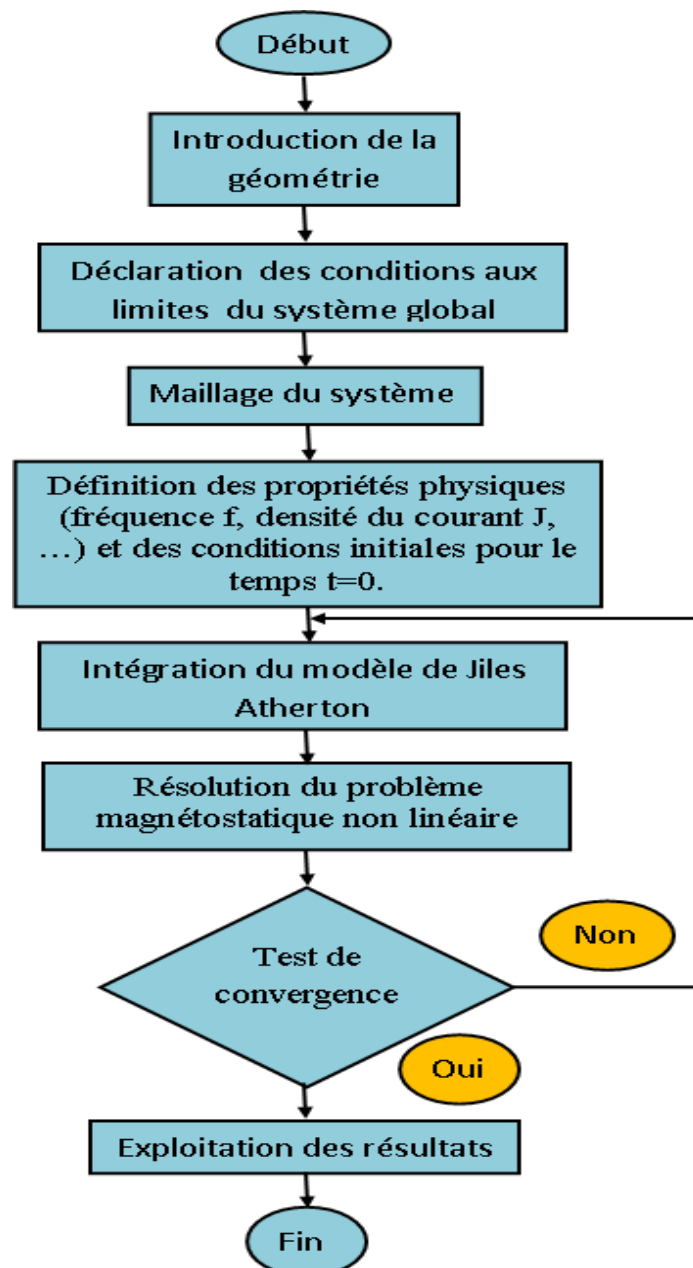 Début
Introduction de la
géométrie
Déclaration des conditions aux
limites du système global
Maillage du système
Définition des propriétés physiques
(fréquence f, densité du courant J,
…) et des conditions initiales pour le
temps t=0.
Intégration du modèle de Jiles
Atherton
Résolution du problème
magnétostatique non linéaire
Test de
convergence
Non
Oui
Exploitation des résultats
Fin